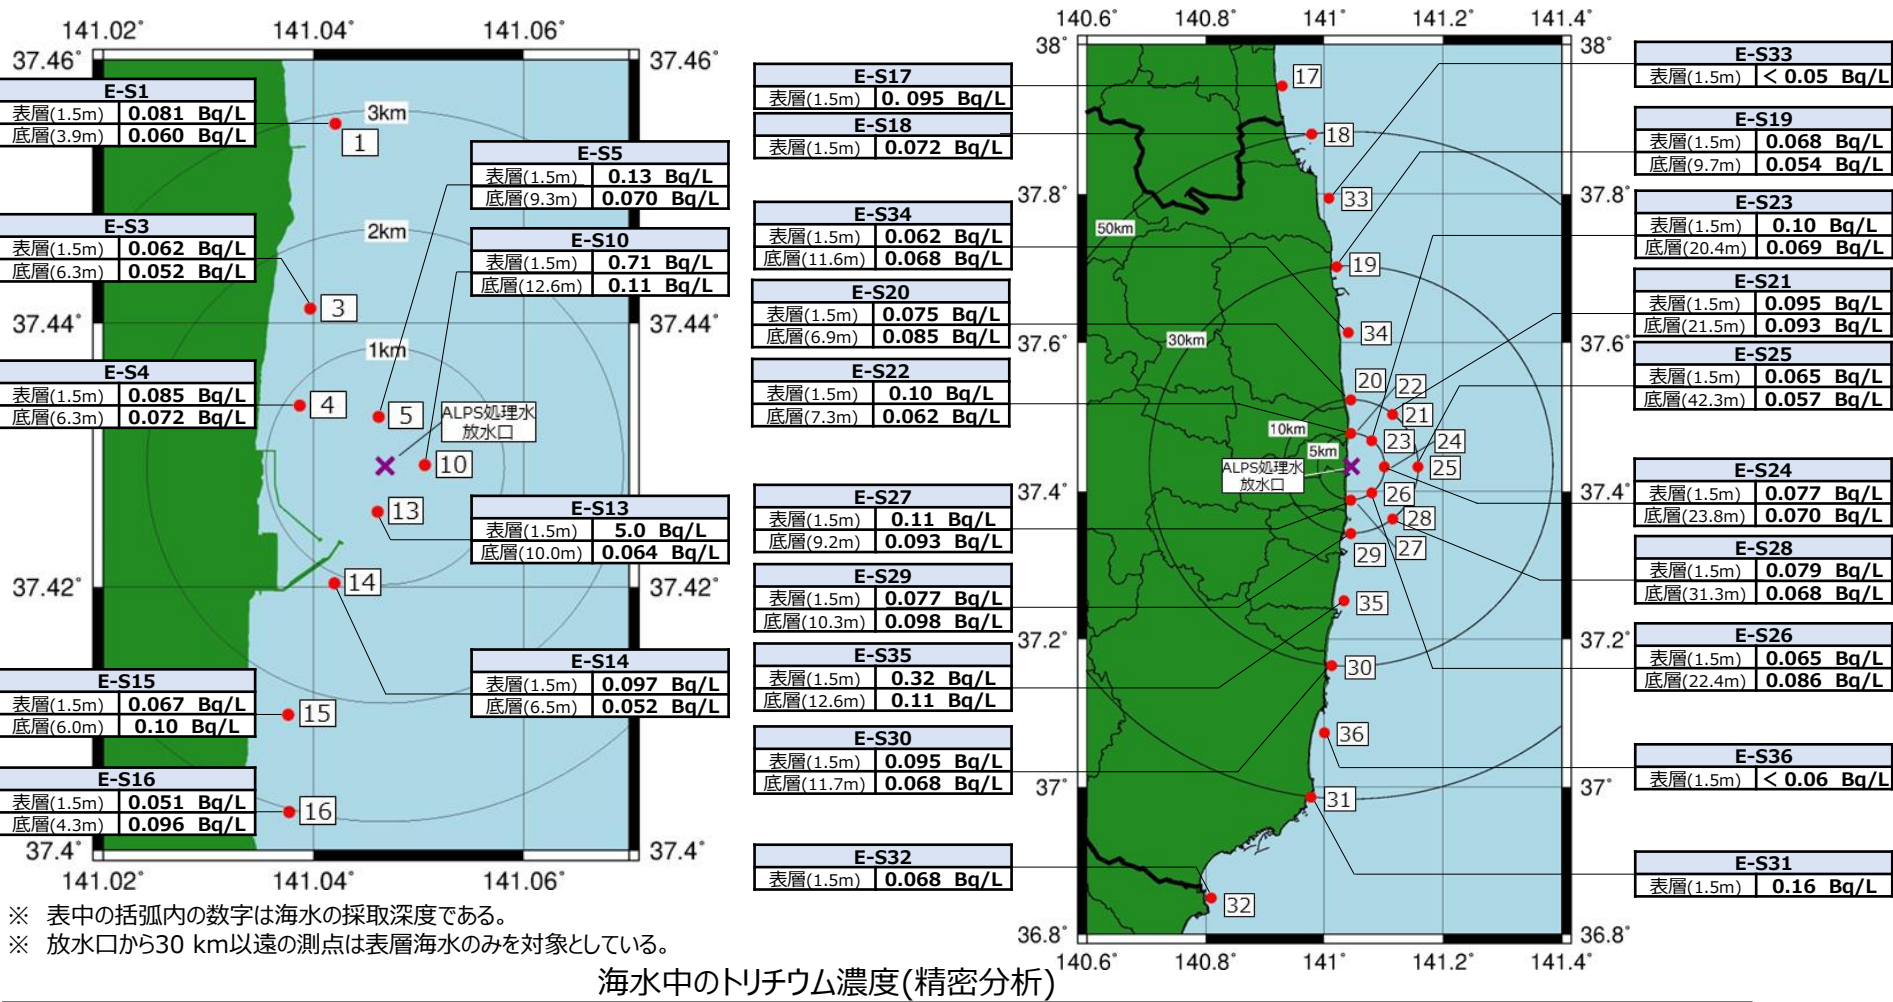 141.02° 141.04° 141.06°
37.46° 37.46°
E-S1
表層(1.5m) 0.081 Bq/L
底層(3.9m) 0.060 Bq/L
3km
1
E-S5
表層(1.5m) 0.13 Bq/L
底層(9.3m) 0.070 Bq/L
E-S3
表層(1.5m) 0.062 Bq/L
底層(6.3m) 0.052 Bq/L
2km
E-S10
表層(1.5m) 0.71 Bq/L
底層(12.6m) 0.11 Bq/L
3
37.44° 37.44°
1km
E-S4
表層(1.5m) 0.085 Bq/L
底層(6.3m) 0.072 Bq/L
4
5
ALPS処理水
放水口
10
13
E-S13
表層(1.5m) 5.0 Bq/L
底層(10.0m) 0.064 Bq/L
14
37.42° 37.42°
E-S14
表層(1.5m) 0.097 Bq/L
底層(6.5m) 0.052 Bq/L
E-S15
表層(1.5m) 0.067 Bq/L
底層(6.0m) 0.10 Bq/L
15
E-S16
表層(1.5m) 0.051 Bq/L
底層(4.3m) 0.096 Bq/L
16
37.4° 37.4°
141.02° 141.04° 141.06°
※ 表中の括弧内の数字は海水の採取深度である。
※ 放水口から30 km以遠の測点は表層海水のみを対象としている。
E-S17
表層(1.5m) 0. 095 Bq/L
E-S18
表層(1.5m) 0.072 Bq/L
E-S34
表層(1.5m) 0.062 Bq/L
底層(11.6m) 0.068 Bq/L
E-S20
表層(1.5m) 0.075 Bq/L
底層(6.9m) 0.085 Bq/L
E-S22
表層(1.5m) 0.10 Bq/L
底層(7.3m) 0.062 Bq/L
E-S27
表層(1.5m) 0.11 Bq/L
底層(9.2m) 0.093 Bq/L
E-S29
表層(1.5m) 0.077 Bq/L
底層(10.3m) 0.098 Bq/L
E-S35
表層(1.5m) 0.32 Bq/L
底層(12.6m) 0.11 Bq/L
E-S30
表層(1.5m) 0.095 Bq/L
底層(11.7m) 0.068 Bq/L
E-S32
表層(1.5m) 0.068 Bq/L
140.6° 140.8° 141° 141.2° 141.4°
38° 38°
17
18
37.8° 37.8°
33
50km
19
34
30km
37.6° 37.6°
20
22
21
10km
23
24
5km
25
ALPS処理水
放水口
37.4° 37.4°
26
28
29
27
35
37.2° 37.2°
30
36
37° 37°
31
32
36.8° 36.8°
140.6° 140.8° 141° 141.2° 141.4°
E-S33
表層(1.5m) < 0.05 Bq/L
E-S19
表層(1.5m) 0.068 Bq/L
底層(9.7m) 0.054 Bq/L
E-S23
表層(1.5m) 0.10 Bq/L
底層(20.4m) 0.069 Bq/L
E-S21
表層(1.5m) 0.095 Bq/L
底層(21.5m) 0.093 Bq/L
E-S25
表層(1.5m) 0.065 Bq/L
底層(42.3m) 0.057 Bq/L
E-S24
表層(1.5m) 0.077 Bq/L
底層(23.8m) 0.070 Bq/L
E-S28
表層(1.5m) 0.079 Bq/L
底層(31.3m) 0.068 Bq/L
E-S26
表層(1.5m) 0.065 Bq/L
底層(22.4m) 0.086 Bq/L
E-S36
表層(1.5m) < 0.06 Bq/L
E-S31
表層(1.5m) 0.16 Bq/L
海水中のトリチウム濃度(精密分析)